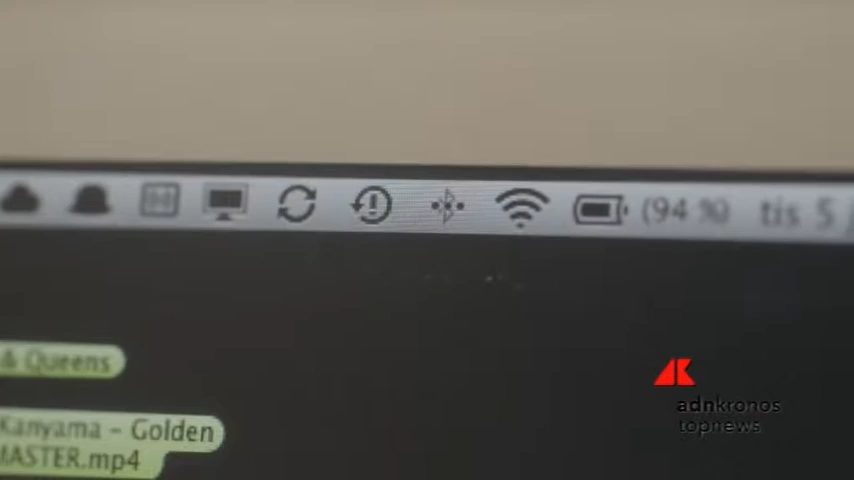 (94 %) tis 5
& Queens
Kanyama - Golden
MASTER.mp4
adnkronos
topnews